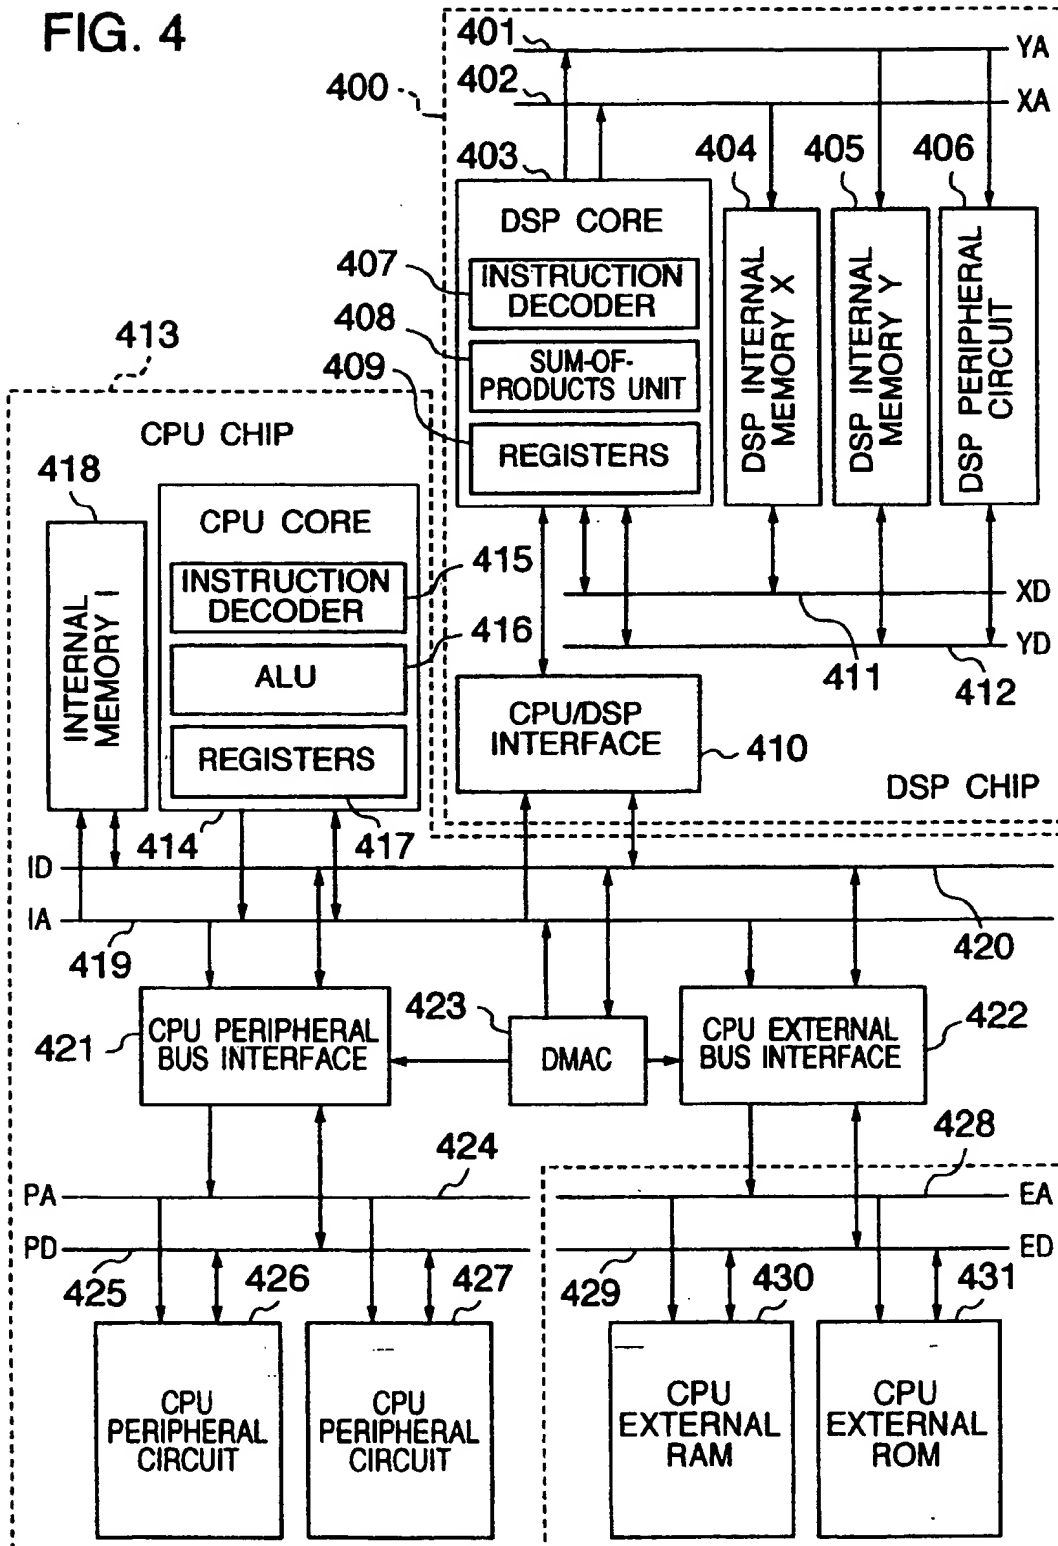 FIG. 4
401
YA
402
XA
400
403
404
405
406
DSP CORE
407
INSTRUCTION
DECODER
408
SUM-OF-
PRODUCTS UNIT
409
REGISTERS
DSP INTERNAL
MEMORY X
DSP INTERNAL
MEMORY Y
DSP PERIPHERAL
CIRCUIT
413
CPU CHIP
418
INTERNAL
MEMORY I
CPU CORE
INSTRUCTION
DECODER
415
ALU
416
REGISTERS
414
417
XD
YD
411
412
CPU/DSP
INTERFACE
410
DSP CHIP
ID
IA
419
420
421
CPU PERIPHERAL
BUS INTERFACE
423
DMAC
CPU EXTERNAL
BUS INTERFACE
422
424
428
PA
EA
PD
ED
425
426
427
429
430
431
CPU
PERIPHERAL
CIRCUIT
CPU
PERIPHERAL
CIRCUIT
CPU
EXTERNAL
RAM
CPU
EXTERNAL
ROM